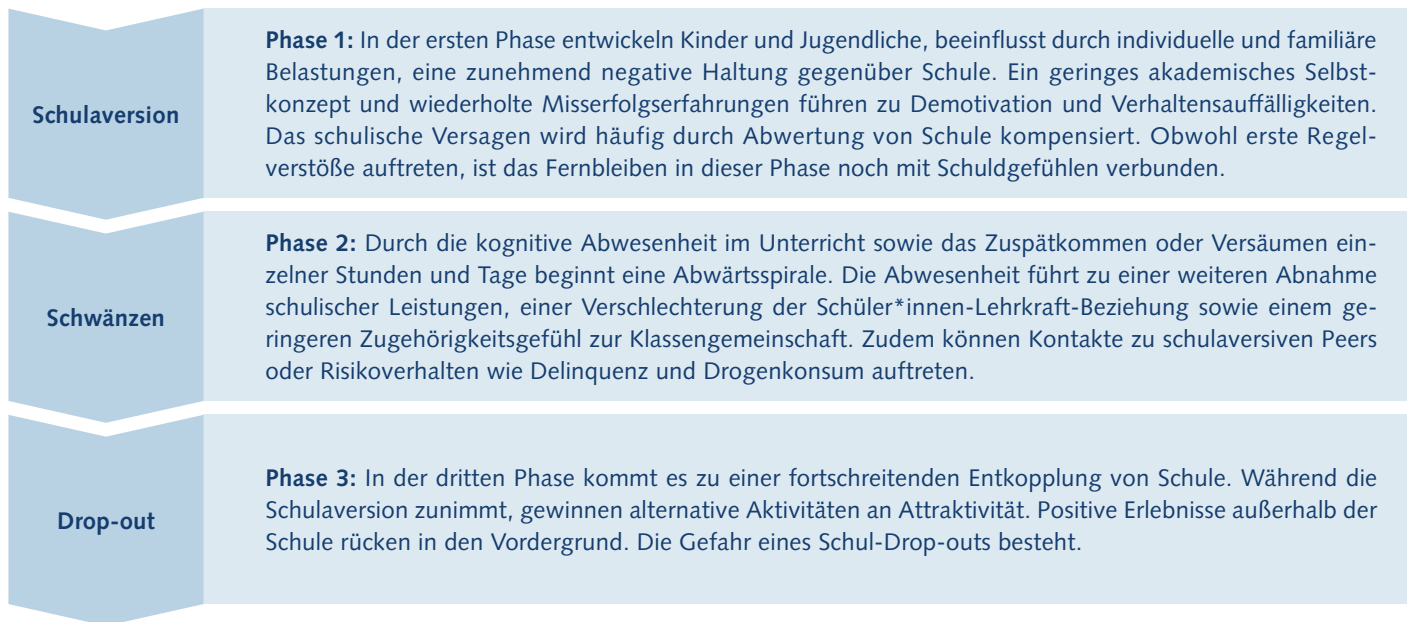 Schulaversion
Phase 1: In der ersten Phase entwickeln Kinder und Jugendliche, beeinflusst durch individuelle und familiäre
Belastungen, eine zunehmend negative Haltung gegenüber Schule. Ein geringes akademisches Selbst-
konzept und wiederholte Misserfolgserfahrungen führen zu Demotivation und Verhaltensauffälligkeiten.
Das schulische Versagen wird häufig durch Abwertung von Schule kompensiert. Obwohl erste Regel-
verstöße auftreten, ist das Fernbleiben in dieser Phase noch mit Schuldgefühlen verbunden.
Schwänzen
Phase 2: Durch die kognitive Abwesenheit im Unterricht sowie das Zuspätkommen oder Versäumen ein-
zelner Stunden und Tage beginnt eine Abwärtsspirale. Die Abwesenheit führt zu einer weiteren Abnahme
schulischer Leistungen, einer Verschlechterung der Schüler*innen-Lehrkraft-Beziehung sowie einem ge-
ringeren Zugehörigkeitsgefühl zur Klassengemeinschaft. Zudem können Kontakte zu schulaversiven Peers
oder Risikoverhalten wie Delinquenz und Drogenkonsum auftreten.
Drop-out
Phase 3: In der dritten Phase kommt es zu einer fortschreitenden Entkopplung von Schule. Während die
Schulaversion zunimmt, gewinnen alternative Aktivitäten an Attraktivität. Positive Erlebnisse außerhalb der
Schule rücken in den Vordergrund. Die Gefahr eines Schul-Drop-outs besteht.